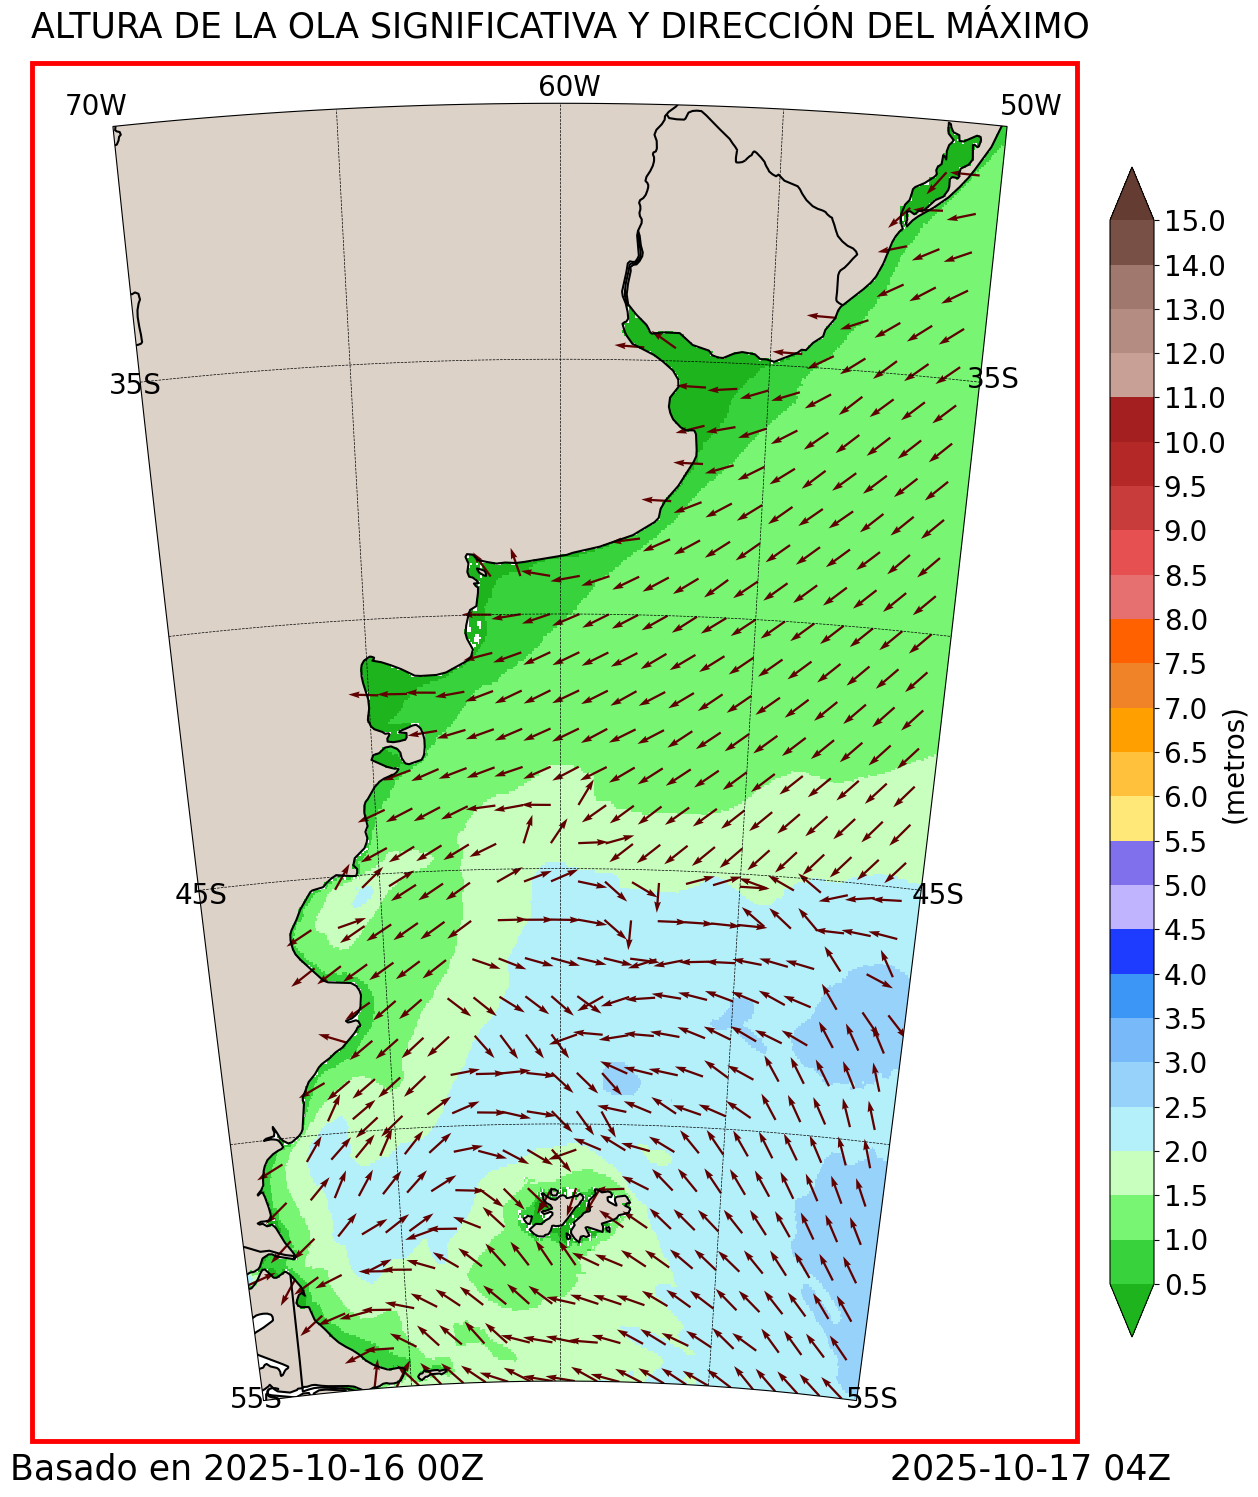 ALTURA DE LA OLA SIGNIFICATIVA Y DIRECCIÓN DEL MÁXIMO
70W
60W
50W
35S
35S
45S
45S
55S
55S
15.0
14.0
13.0
12.0
11.0
10.0
9.5
9.0
8.5
8.0
7.5
7.0
6.5
6.0
5.5
5.0
4.5
4.0
3.5
3.0
2.5
2.0
1.5
1.0
0.5
(metros)
Basado en 2025-10-16 00Z
2025-10-17 04Z